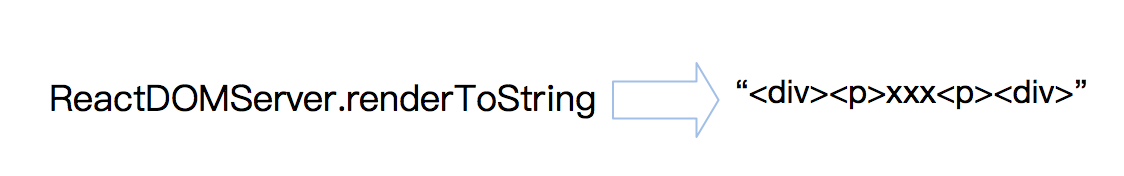 ReactDOMServer.renderToString
“<div><p>xxx<p><div>”